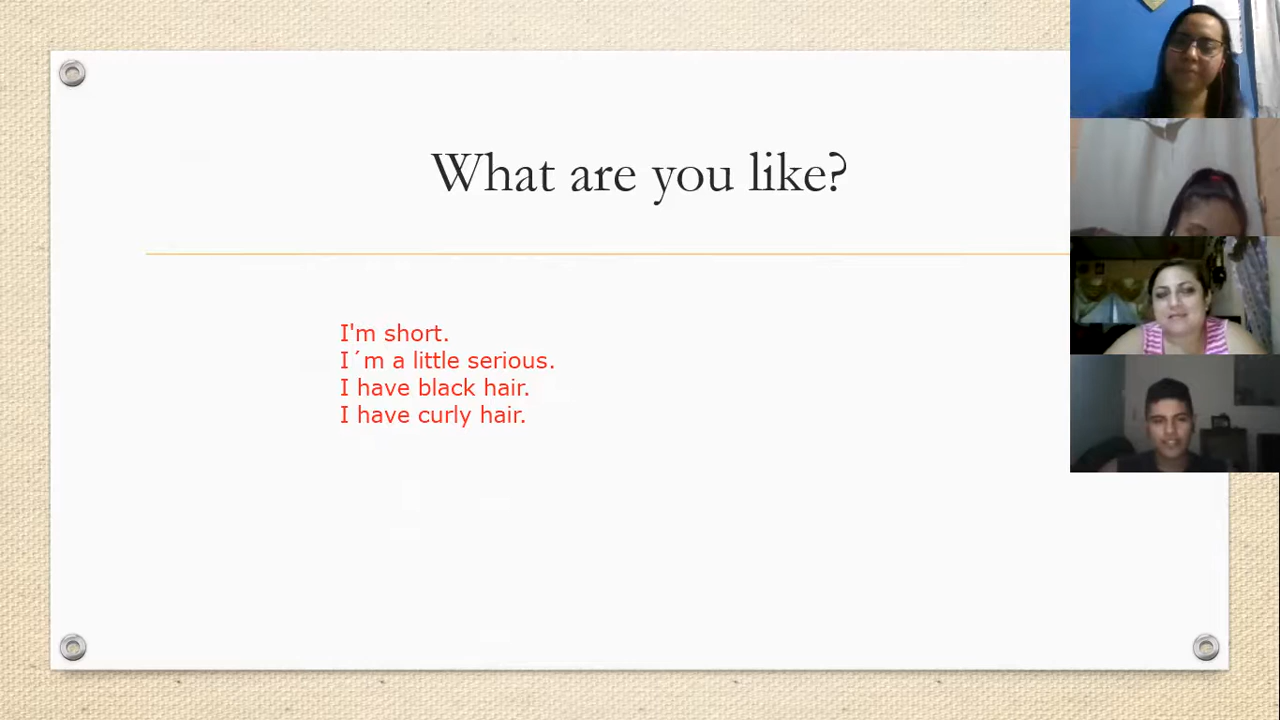 What are you like?
I'm short.
I´m a little serious.
I have black hair.
I have curly hair.